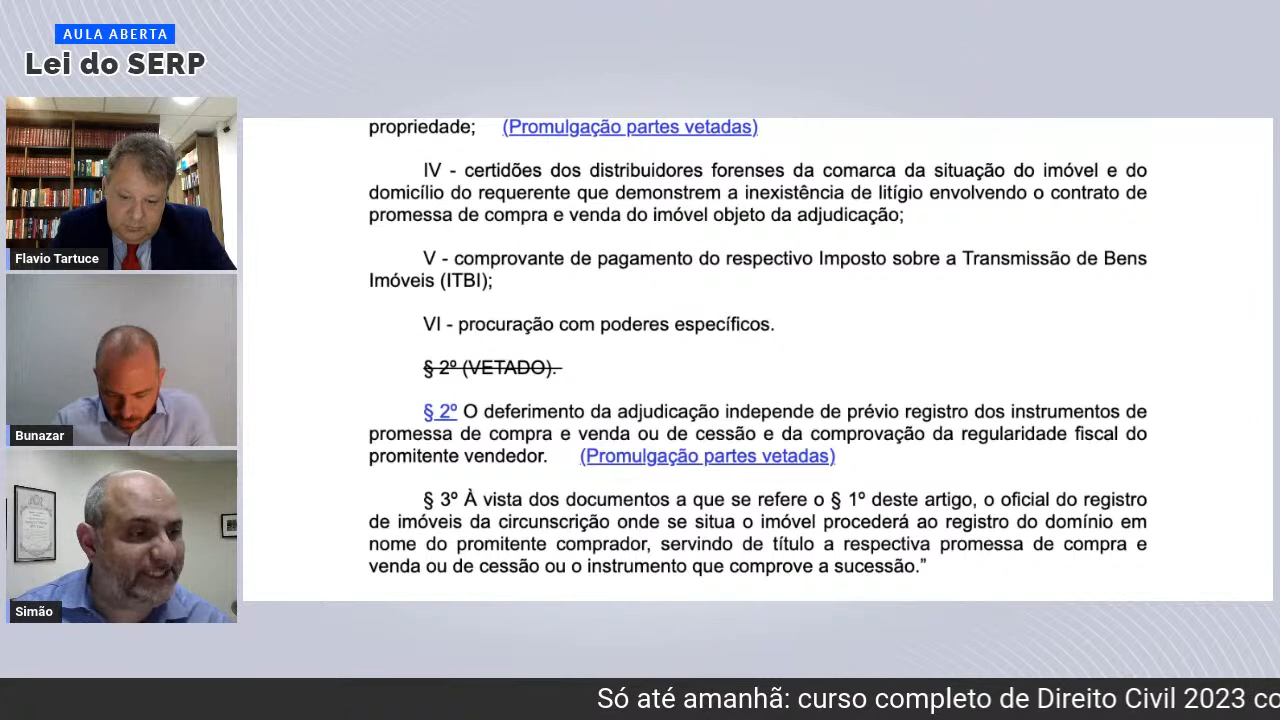 AULA ABERTA
Lei do SERP
Flavio Tartuce
Bunazar
Simão
propriedade; (Promulgação partes vetadas)
IV - certidões dos distribuidores forenses da comarca da situação do imóvel e do
domicílio do requerente que demonstrem a inexistência de litígio envolvendo o contrato de
promessa de compra e venda do imóvel objeto da adjudicação;
V - comprovante de pagamento do respectivo Imposto sobre a Transmissão de Bens
Imóveis (ITBI);
VI - procuração com poderes específicos.
§ 2º (VETADO).
§ 2º O deferimento da adjudicação independe de prévio registro dos instrumentos de
promessa de compra e venda ou de cessão e da comprovação da regularidade fiscal do
promitente vendedor. (Promulgação partes vetadas)
§ 3º À vista dos documentos a que se refere o § 1º deste artigo, o oficial do registro
de imóveis da circunscrição onde se situa o imóvel procederá ao registro do domínio em
nome do promitente comprador, servindo de título a respectiva promessa de compra e
venda ou de cessão ou o instrumento que comprove a sucessão.”
Só até amanhã: curso completo de Direito Civil 2023 co